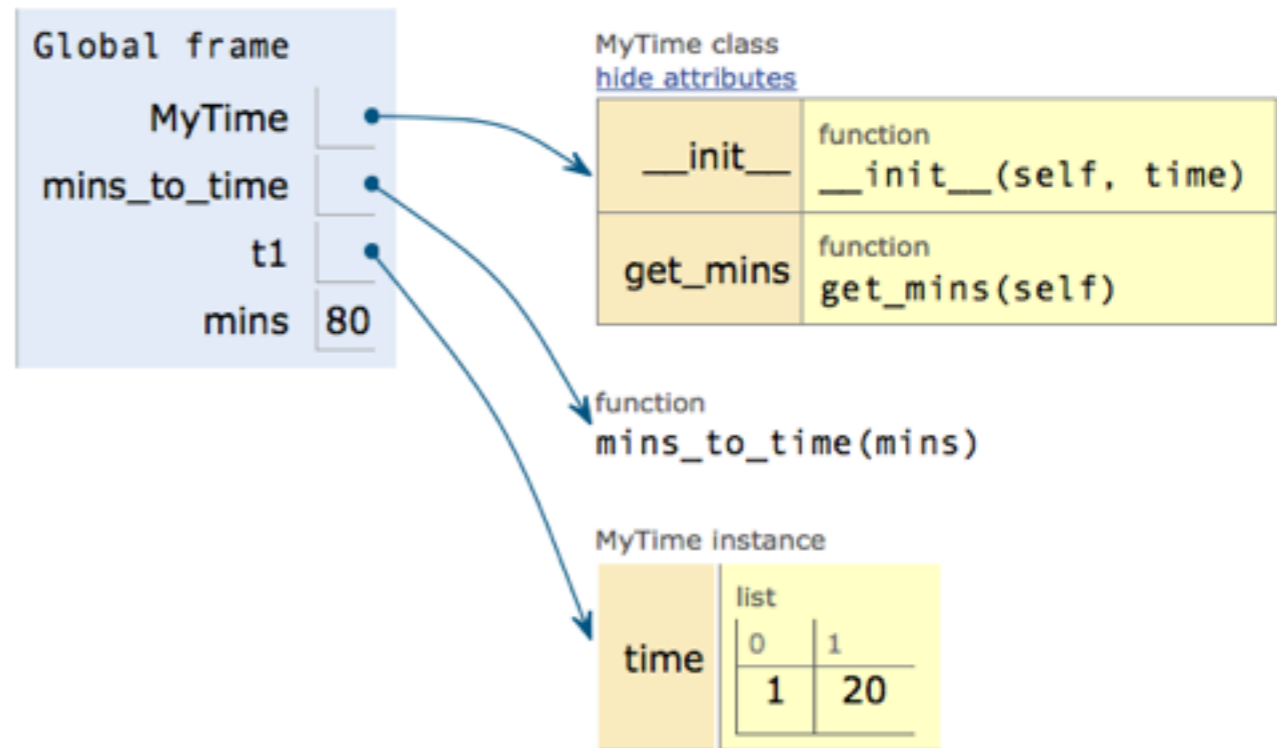 Global frame
MyTime
mins_to_time
t1
mins 80
MyTime class
hide attributes
__init__
function
__init__(self, time)
get_mins
function
get_mins(self)
function
mins_to_time(mins)
MyTime instance
time
list
0 1
1 20